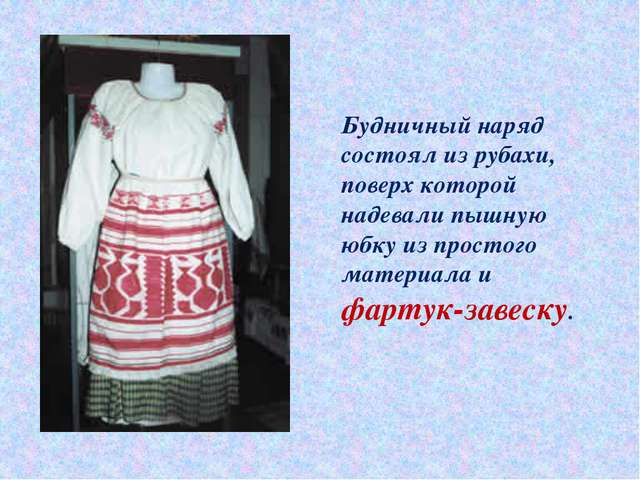 Будничный наряд
состоял из рубахи,
поверх которой
надевали пышную
юбку из простого
материала и
фартук-завеску.